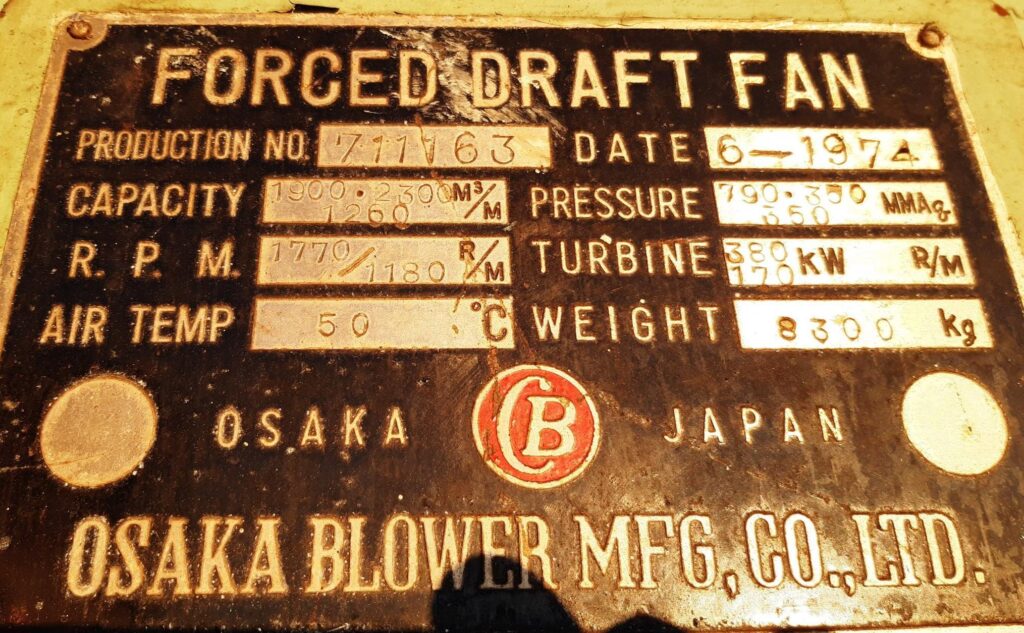 FORCED DRAFT FAN
PRODUCTION NO. 711163 DATE 6-1974
CAPACITY 1900·2300 1260 M³/M PRESSURE 790·350 350 MMAq
R. P. M. 1770/1180 R/M TURBINE 380 170 KW R/M
AIR TEMP 50 °C WEIGHT 8300 kg
OSAKA CB JAPAN
OSAKA BLOWER MFG, CO., LTD.